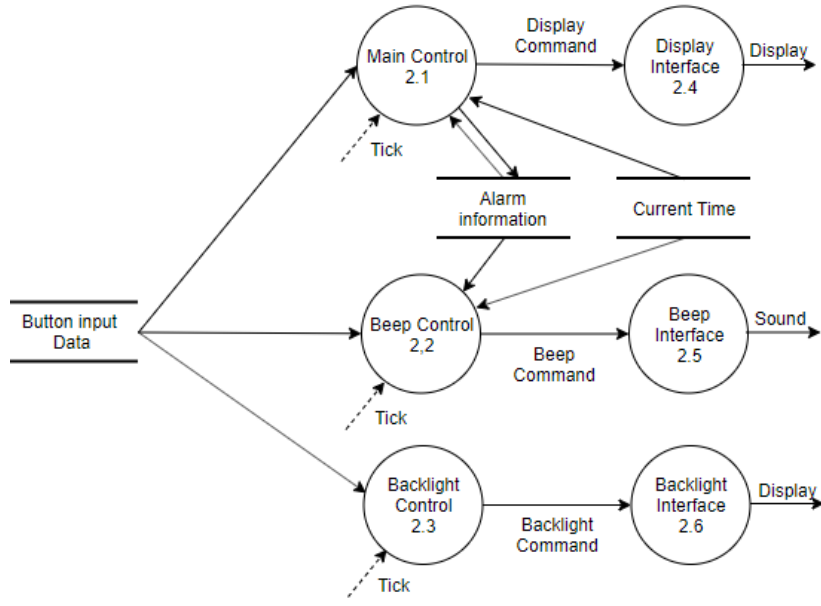 Main Control
2.1
Display
Command
Display
Interface
2.4
Display
Tick
Alarm
information
Current Time
Button input
Data
Beep Control
2,2
Beep
Command
Beep
Interface
2.5
Sound
Tick
Backlight
Control
2.3
Backlight
Command
Backlight
Interface
2.6
Display
Tick